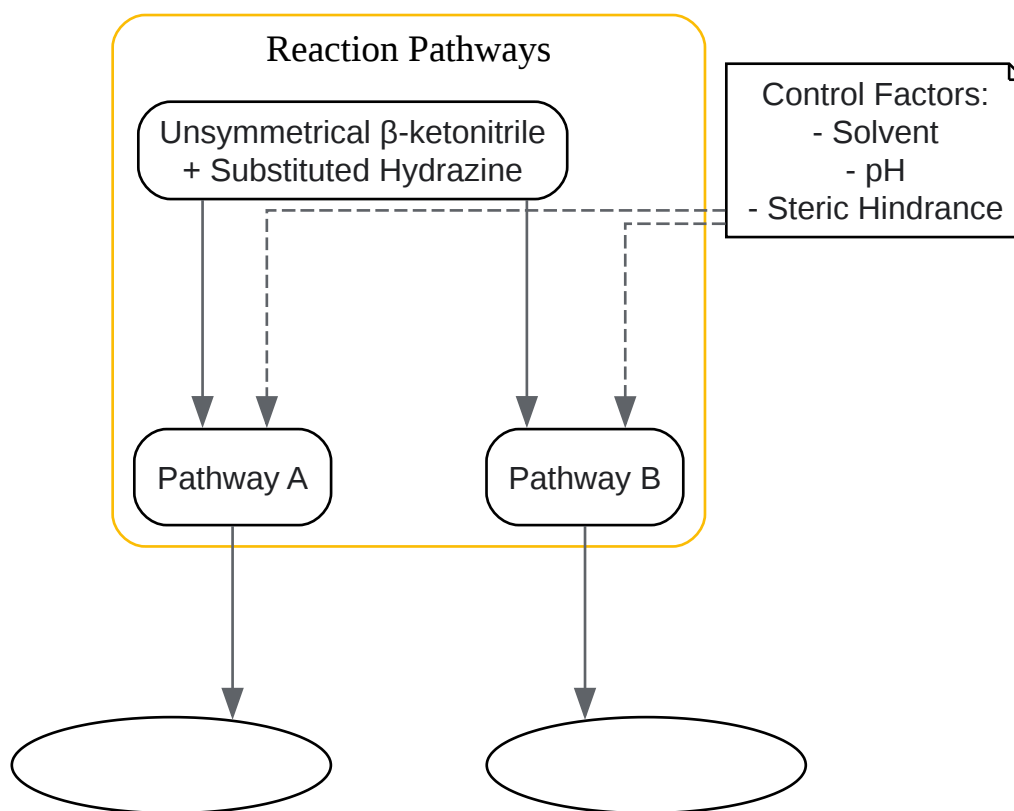 Reaction Pathways
Unsymmetrical β-ketonitrile
+ Substituted Hydrazine
Control Factors:
- Solvent
- pH
- Steric Hindrance
Pathway A
Pathway B